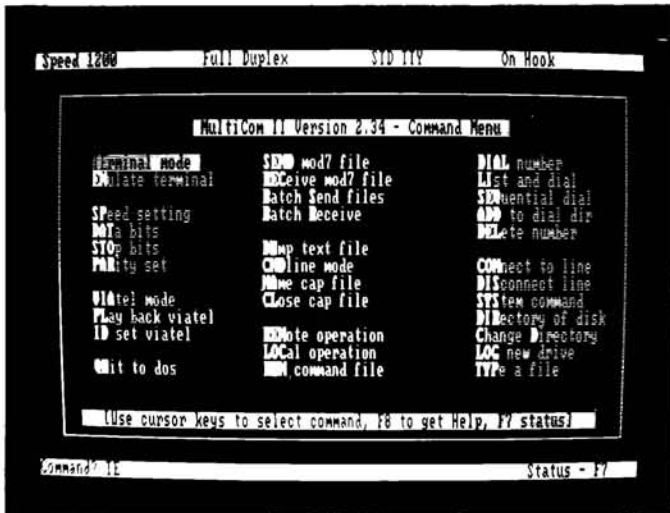 Speed 1200 Full Duplex STD TTY On Hook
MultiCom II Version 2.34 - Command Menu
TErminal mode SEND mod7 file DIAL number
EMulate terminal RECeive mod7 file LIst and dial
Batch Send files SEQuential dial
SPeed setting Batch Receive ADD to dial dir
DATa bits DELete number
STOp bits DUmp text file
PARity set CMDline mode COMnect to line
NAme cap file DISconnect line
VIAtel mode CLose cap file SYStem command
PLay back viatel DIRectory of disk
ID set viatel REMote operation Change Directory
LOCal operation LOG new drive
QUit to dos RUN command file TYPe a file
[Use cursor keys to select command, F8 to get Help, F7 status]
Command? TE Status - F7